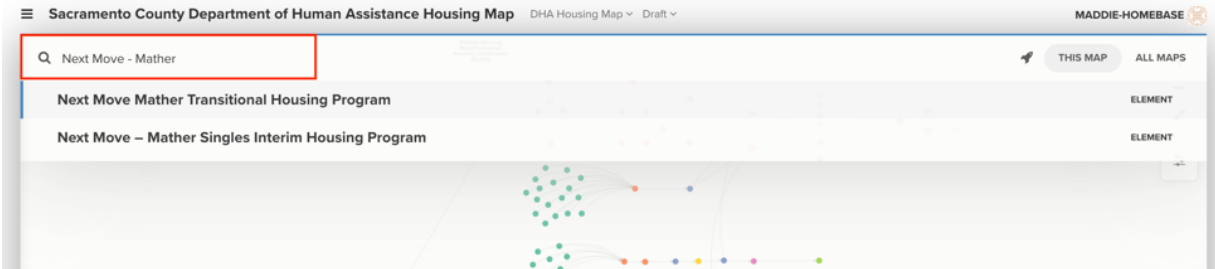 Sacramento County Department of Human Assistance Housing Map DHA Housing Map Draft MADDIE-HOMEBASE
Next Move - Mather THIS MAP ALL MAPS
Next Move Mather Transitional Housing Program ELEMENT
Next Move – Mather Singles Interim Housing Program ELEMENT